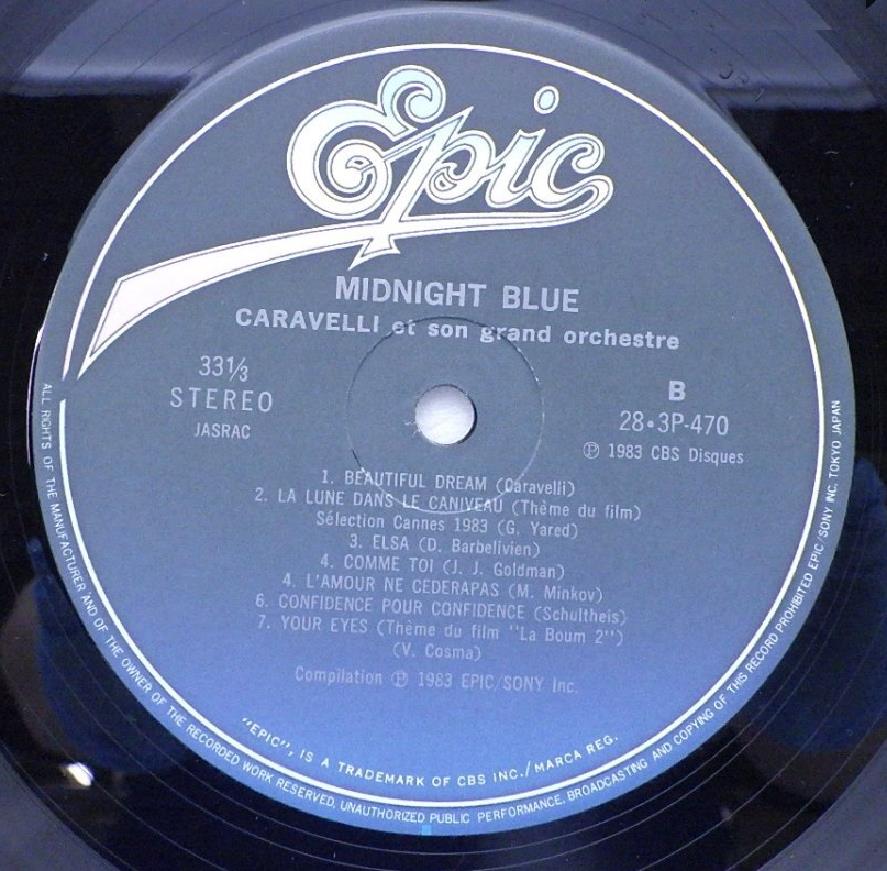 Epic
MIDNIGHT BLUE
CARAVELLI et son grand orchestre
33⅓
STEREO
JASRAC
B
28•3P-470
℗ 1983 CBS Disques
1. BEAUTIFUL DREAM (Caravelli)
2. LA LUNE DANS LE CANIVEAU (Thème du film)
Sélection Cannes 1983 (G. Yared)
3. ELSA (D. Barbelivien)
4. COMME TOI (J. J. Goldman)
4. L'AMOUR NE CEDERAPAS (M. Minkov)
6. CONFIDENCE POUR CONFIDENCE (Schultheis)
7. YOUR EYES (Thème du film "La Boum 2")
(V. Cosma)
Compilation ℗ 1983 EPIC/SONY Inc.
"EPIC", IS A TRADEMARK OF CBS INC./MARCA REG.
ALL RIGHTS OF THE MANUFACTURER AND OF THE OWNER OF THE RECORDED WORK RESERVED. UNAUTHORIZED PUBLIC PERFORMANCE, BROADCASTING AND COPYING OF THIS RECORD PROHIBITED EPIC/SONY INC, TOKYO JAPAN